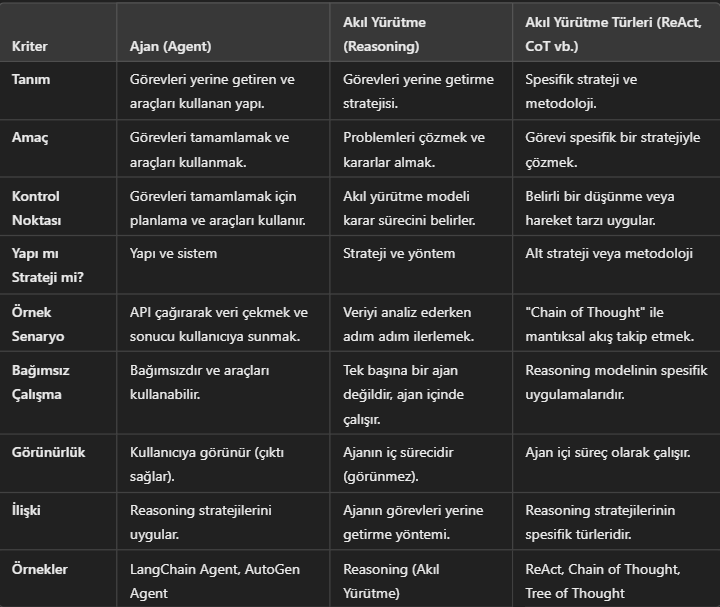 Kriter
Ajan (Agent)
Akıl Yürütme
(Reasoning)
Akıl Yürütme Türleri (ReAct,
CoT vb.)
Tanım
Görevleri yerine getiren ve
araçları kullanan yapı.
Görevleri yerine getirme
stratejisi.
Spesifik strateji ve
metodoloji.
Amaç
Görevleri tamamlamak ve
araçları kullanmak.
Problemleri çözmek ve
kararlar almak.
Görevi spesifik bir stratejiyle
çözmek.
Kontrol
Noktası
Görevleri tamamlamak için
planlama ve araçları kullanır.
Akıl yürütme modeli
karar sürecini belirler.
Belirli bir düşünme veya
hareket tarzı uygular.
Yapı mı
Strateji mi?
Yapı ve sistem
Strateji ve yöntem
Alt strateji veya metodoloji
Örnek
Senaryo
API çağırarak veri çekmek ve
sonucu kullanıcıya sunmak.
Veriyi analiz ederken
adım adım ilerlemek.
"Chain of Thought" ile
mantıksal akış takip etmek.
Bağımsız
Çalışma
Bağımsızdır ve araçları
kullanabilir.
Tek başına bir ajan
değildir, ajan içinde
çalışır.
Reasoning modelinin spesifik
uygulamalarıdır.
Görünürlük
Kullanıcıya görünür (çıktı
sağlar).
Ajanın iç sürecidir
(görünmez).
Ajan içi süreç olarak çalışır.
İlişki
Reasoning stratejilerini
uygular.
Ajanın görevleri yerine
getirme yöntemi.
Reasoning stratejilerinin
spesifik türleridir.
Örnekler
LangChain Agent, AutoGen
Agent
Reasoning (Akıl
Yürütme)
ReAct, Chain of Thought,
Tree of Thought